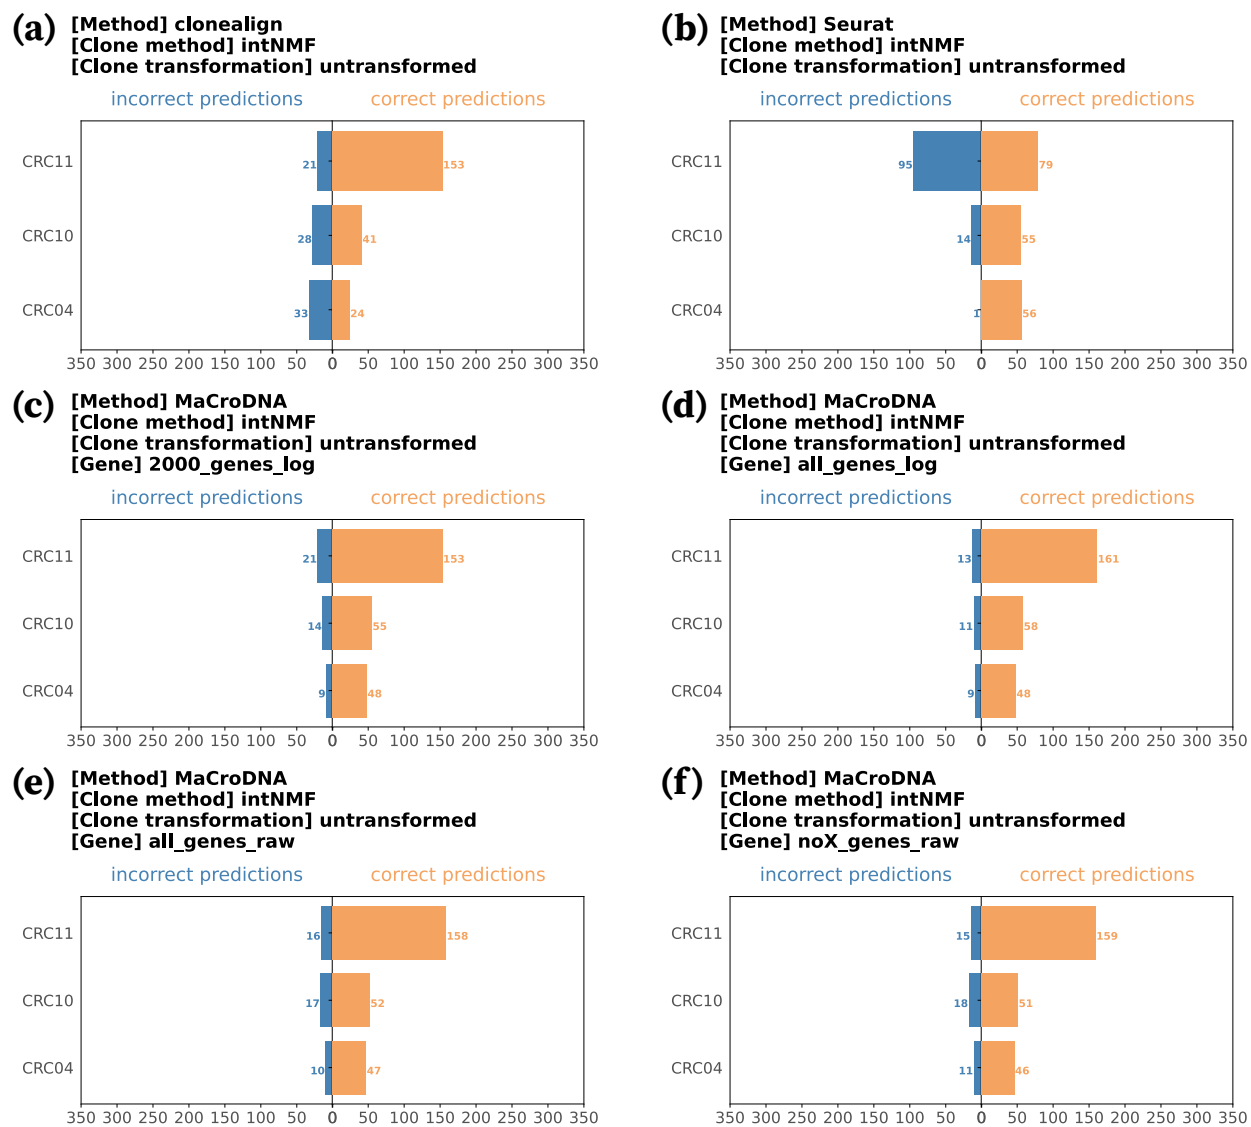 (a) [Method] clonealign
[Clone method] intNMF
[Clone transformation] untransformed
incorrect predictions correct predictions
CRC11 21 153
CRC10 28 41
CRC04 33 24
350 300 250 200 150 100 50 0 0 50 100 150 200 250 300 350
(b) [Method] Seurat
[Clone method] intNMF
[Clone transformation] untransformed
incorrect predictions correct predictions
CRC11 95 79
CRC10 14 55
CRC04 1 56
350 300 250 200 150 100 50 0 0 50 100 150 200 250 300 350
(c) [Method] MaCroDNA
[Clone method] intNMF
[Clone transformation] untransformed
[Gene] 2000_genes_log
incorrect predictions correct predictions
CRC11 21 153
CRC10 14 55
CRC04 9 48
350 300 250 200 150 100 50 0 0 50 100 150 200 250 300 350
(d) [Method] MaCroDNA
[Clone method] intNMF
[Clone transformation] untransformed
[Gene] all_genes_log
incorrect predictions correct predictions
CRC11 13 161
CRC10 11 58
CRC04 9 48
350 300 250 200 150 100 50 0 0 50 100 150 200 250 300 350
(e) [Method] MaCroDNA
[Clone method] intNMF
[Clone transformation] untransformed
[Gene] all_genes_raw
incorrect predictions correct predictions
CRC11 16 158
CRC10 17 52
CRC04 10 47
350 300 250 200 150 100 50 0 0 50 100 150 200 250 300 350
(f) [Method] MaCroDNA
[Clone method] intNMF
[Clone transformation] untransformed
[Gene] noX_genes_raw
incorrect predictions correct predictions
CRC11 15 159
CRC10 18 51
CRC04 11 46
350 300 250 200 150 100 50 0 0 50 100 150 200 250 300 350